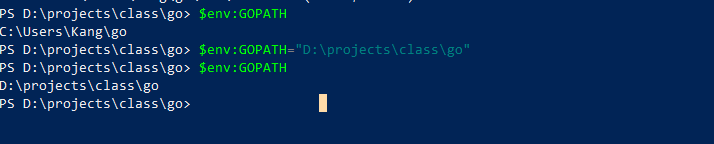 PS D:\projects\class\go> $env:GOPATH
C:\Users\Kang\go
PS D:\projects\class\go> $env:GOPATH="D:\projects\class\go"
PS D:\projects\class\go> $env:GOPATH
D:\projects\class\go
PS D:\projects\class\go>